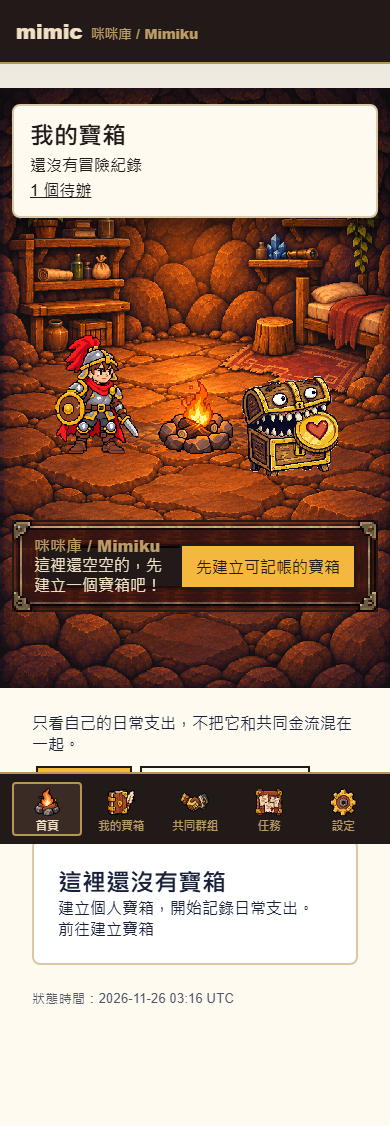 mimic 咪咪庫 / Mimiku
我的寶箱
還沒有冒險紀錄
1 個待辦
咪咪庫 / Mimiku
這裡還空空的，先
建立一個寶箱吧！
先建立可記帳的寶箱
只看自己的日常支出，不把它和共同金流混在
一起。
首頁
我的寶箱
共同群組
任務
設定
這裡還沒有寶箱
建立個人寶箱，開始記錄日常支出。
前往建立寶箱
狀態時間：2026-11-26 03:16 UTC